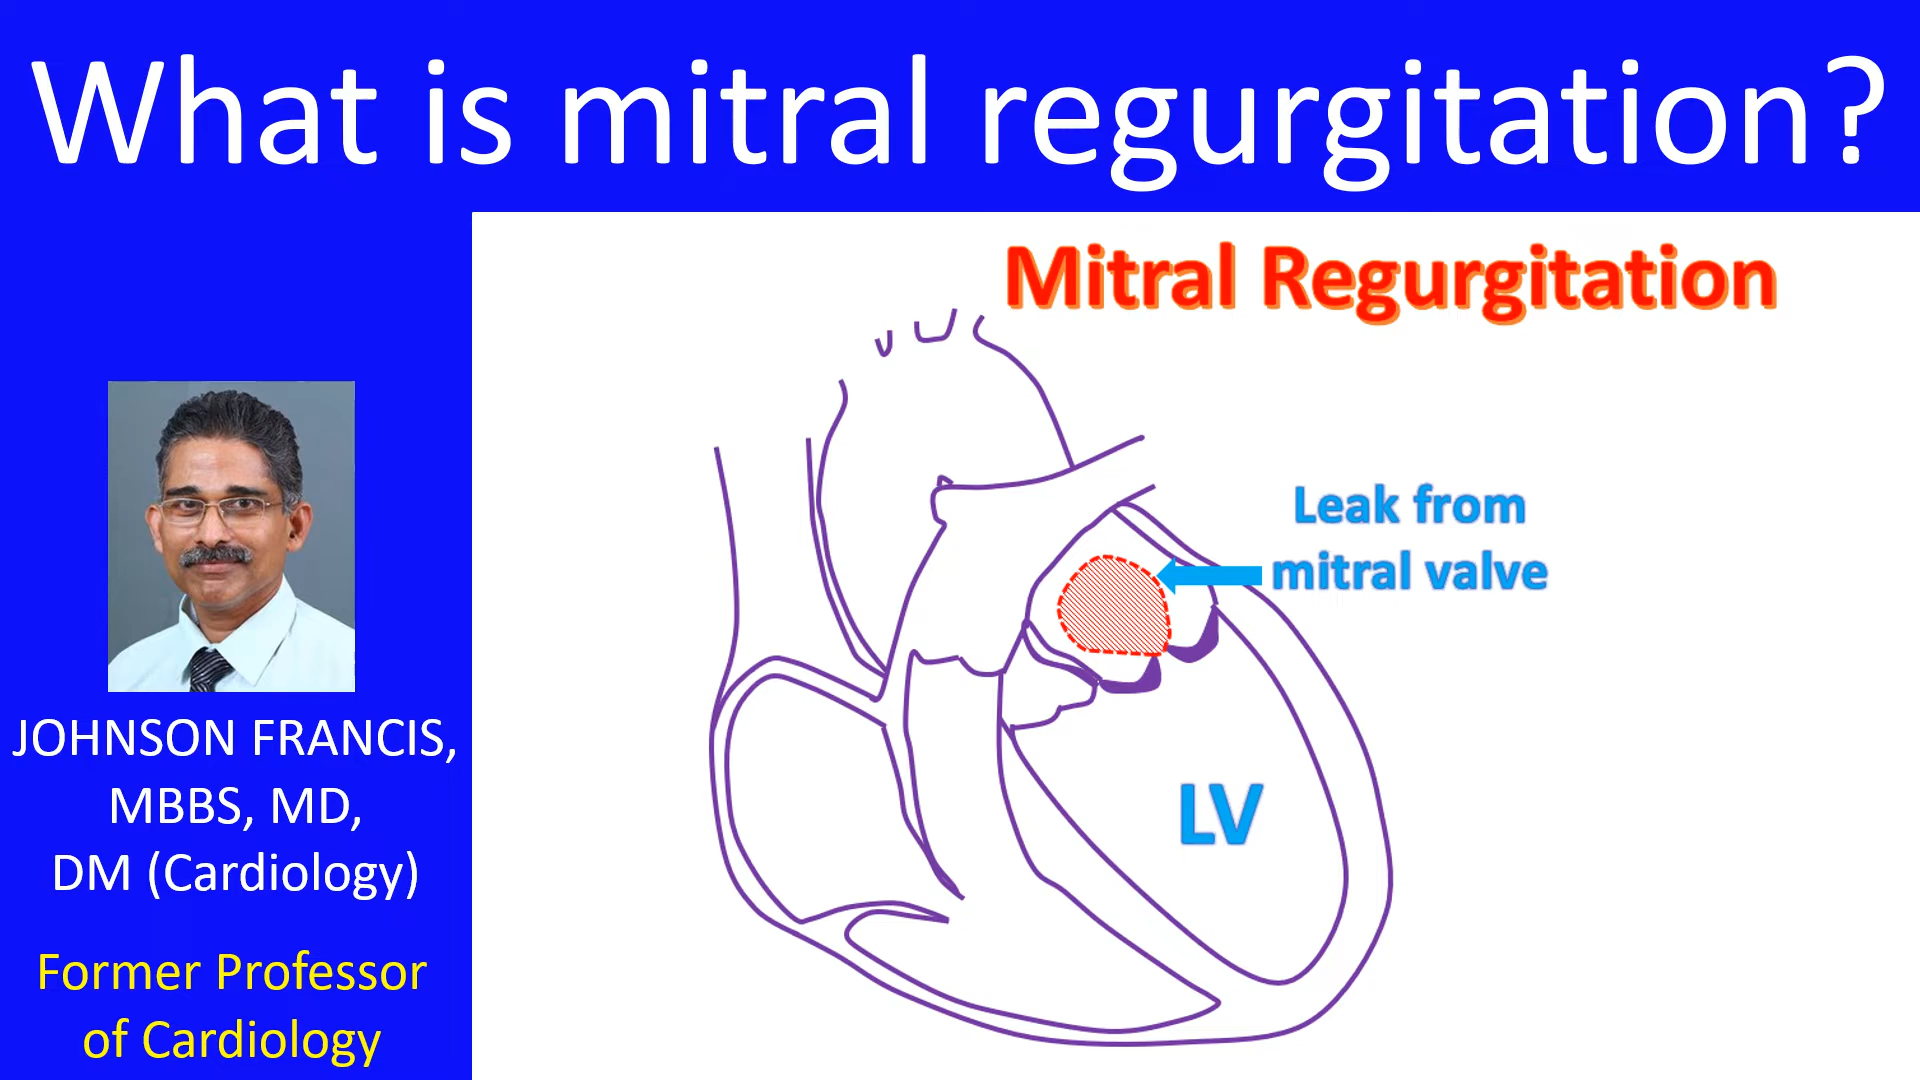 What is mitral regurgitation?
Mitral Regurgitation
Leak from
mitral valve
LV
JOHNSON FRANCIS,
MBBS, MD,
DM (Cardiology)
Former Professor
of Cardiology